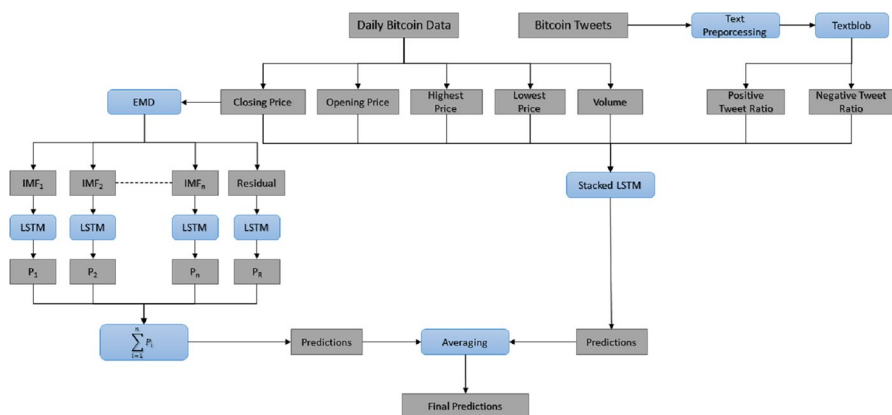 Daily Bitcoin Data
Bitcoin Tweets
Text
Preporcessing
Textblob
EMD
Closing Price
Opening Price
Highest
Price
Lowest
Price
Volume
Positive
Tweet Ratio
Negative Tweet
Ratio
IMF₁
IMF₂
IMFₙ
Residual
Stacked LSTM
LSTM
LSTM
LSTM
LSTM
P₁
P₂
Pₙ
P_R
n
∑ Pᵢ
i=1
Predictions
Averaging
Predictions
Final Predictions